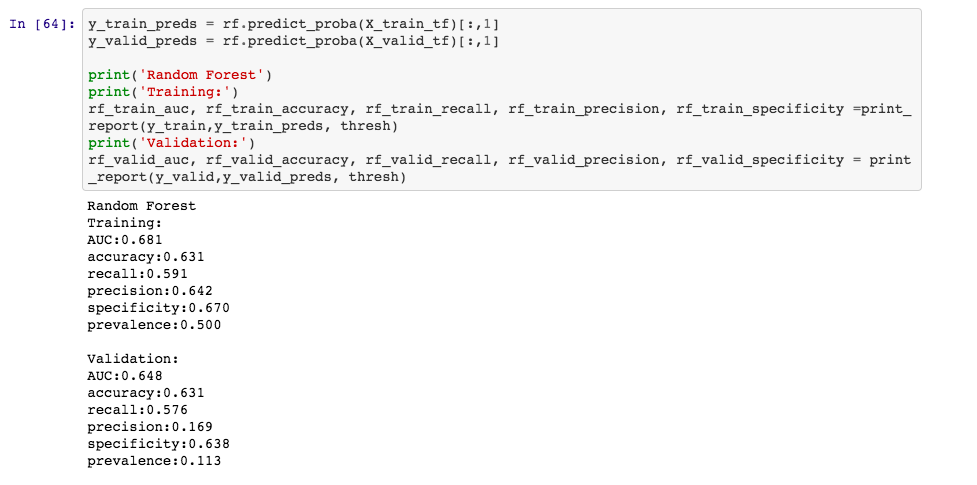 In [64]: y_train_preds = rf.predict_proba(X_train_tf)[:,1]
y_valid_preds = rf.predict_proba(X_valid_tf)[:,1]
print('Random Forest')
print('Training:')
rf_train_auc, rf_train_accuracy, rf_train_recall, rf_train_precision, rf_train_specificity =print_
report(y_train,y_train_preds, thresh)
print('Validation:')
rf_valid_auc, rf_valid_accuracy, rf_valid_recall, rf_valid_precision, rf_valid_specificity = print
_report(y_valid,y_valid_preds, thresh)
Random Forest
Training:
AUC:0.681
accuracy:0.631
recall:0.591
precision:0.642
specificity:0.670
prevalence:0.500
Validation:
AUC:0.648
accuracy:0.631
recall:0.576
precision:0.169
specificity:0.638
prevalence:0.113